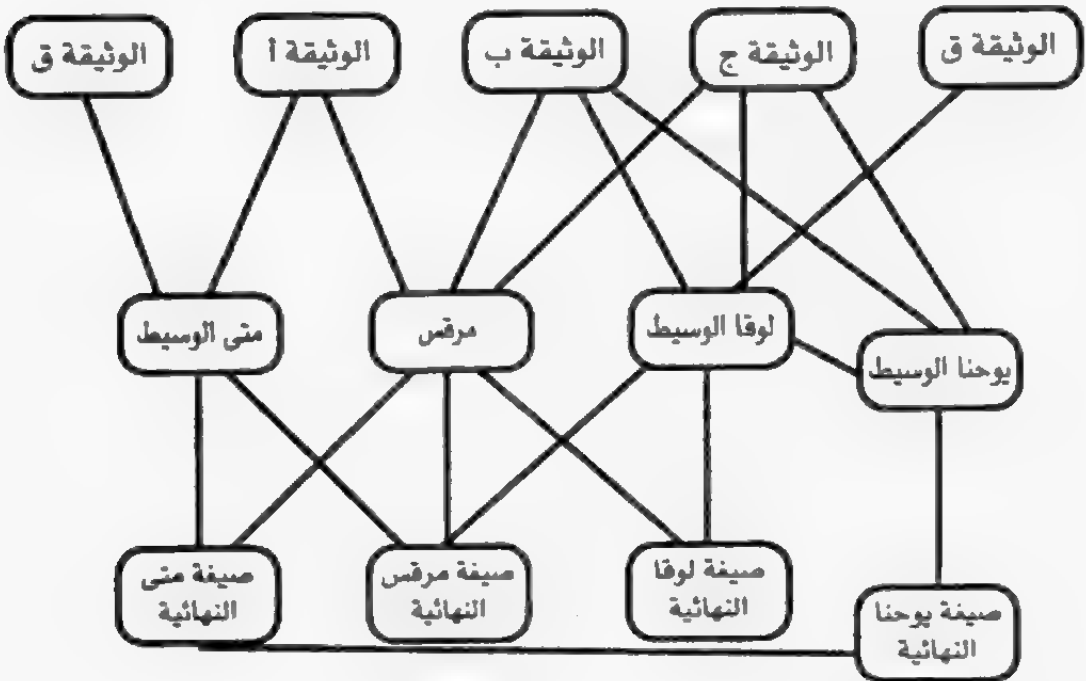 الوثيقة ق
الوثيقة ج
الوثيقة ب
الوثيقة أ
الوثيقة ق
يوحنا الوسيط
لوقا الوسيط
مرقس
متى الوسيط
صيغة يوحنا
النهائية
صيغة لوقا
النهائية
صيغة مرقس
النهائية
صيغة متى
النهائية